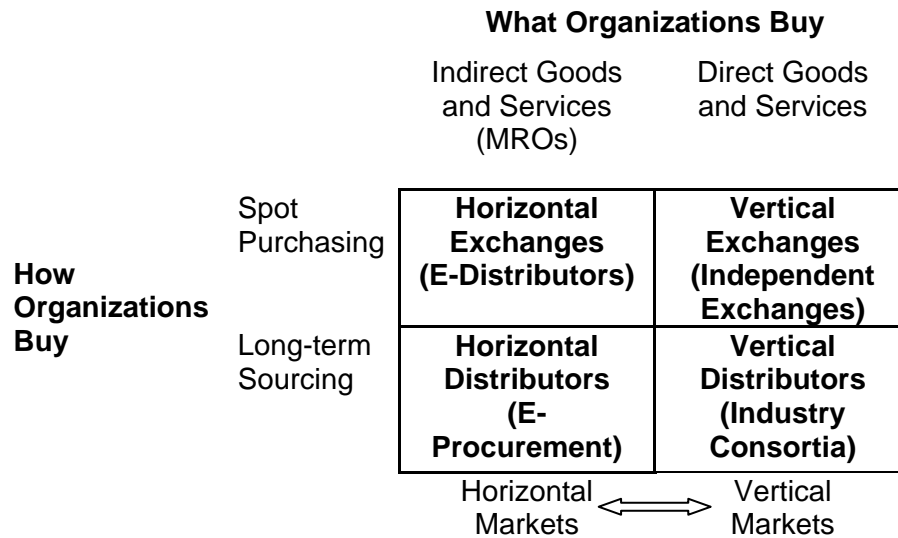 What Organizations Buy
Indirect Goods
and Services
(MROs)
Direct Goods
and Services
How
Organizations
Buy
Spot
Purchasing
Horizontal
Exchanges
(E-Distributors)
Vertical
Exchanges
(Independent
Exchanges)
Long-term
Sourcing
Horizontal
Distributors
(E-
Procurement)
Vertical
Distributors
(Industry
Consortia)
Horizontal
Markets
Vertical
Markets